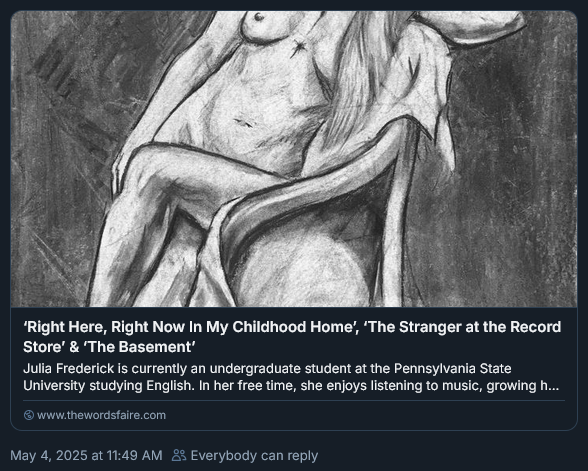 ‘Right Here, Right Now In My Childhood Home’, ‘The Stranger at the Record
Store’ & ‘The Basement’
Julia Frederick is currently an undergraduate student at the Pennsylvania State
University studying English. In her free time, she enjoys listening to music, growing h...
www.thewordsfaire.com
May 4, 2025 at 11:49 AM Everybody can reply